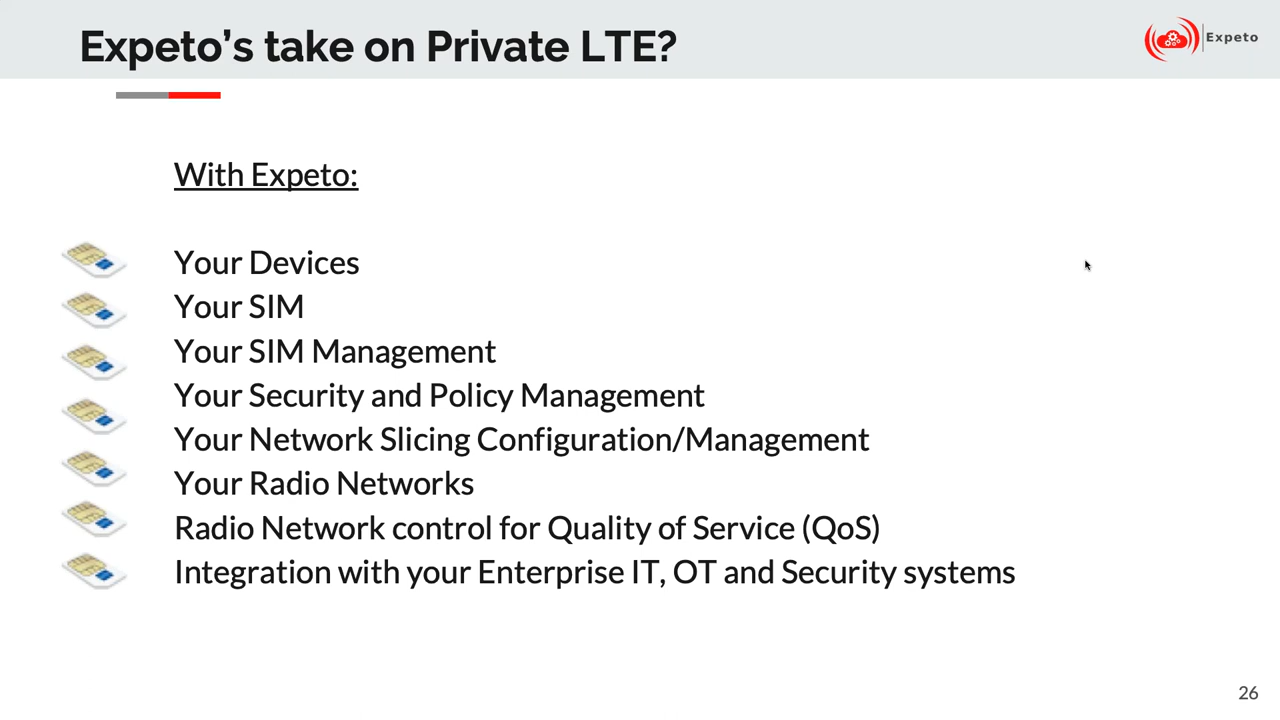 Expeto's take on Private LTE?
Expeto
With Expeto:
Your Devices
Your SIM
Your SIM Management
Your Security and Policy Management
Your Network Slicing Configuration/Management
Your Radio Networks
Radio Network control for Quality of Service (QoS)
Integration with your Enterprise IT, OT and Security systems
26